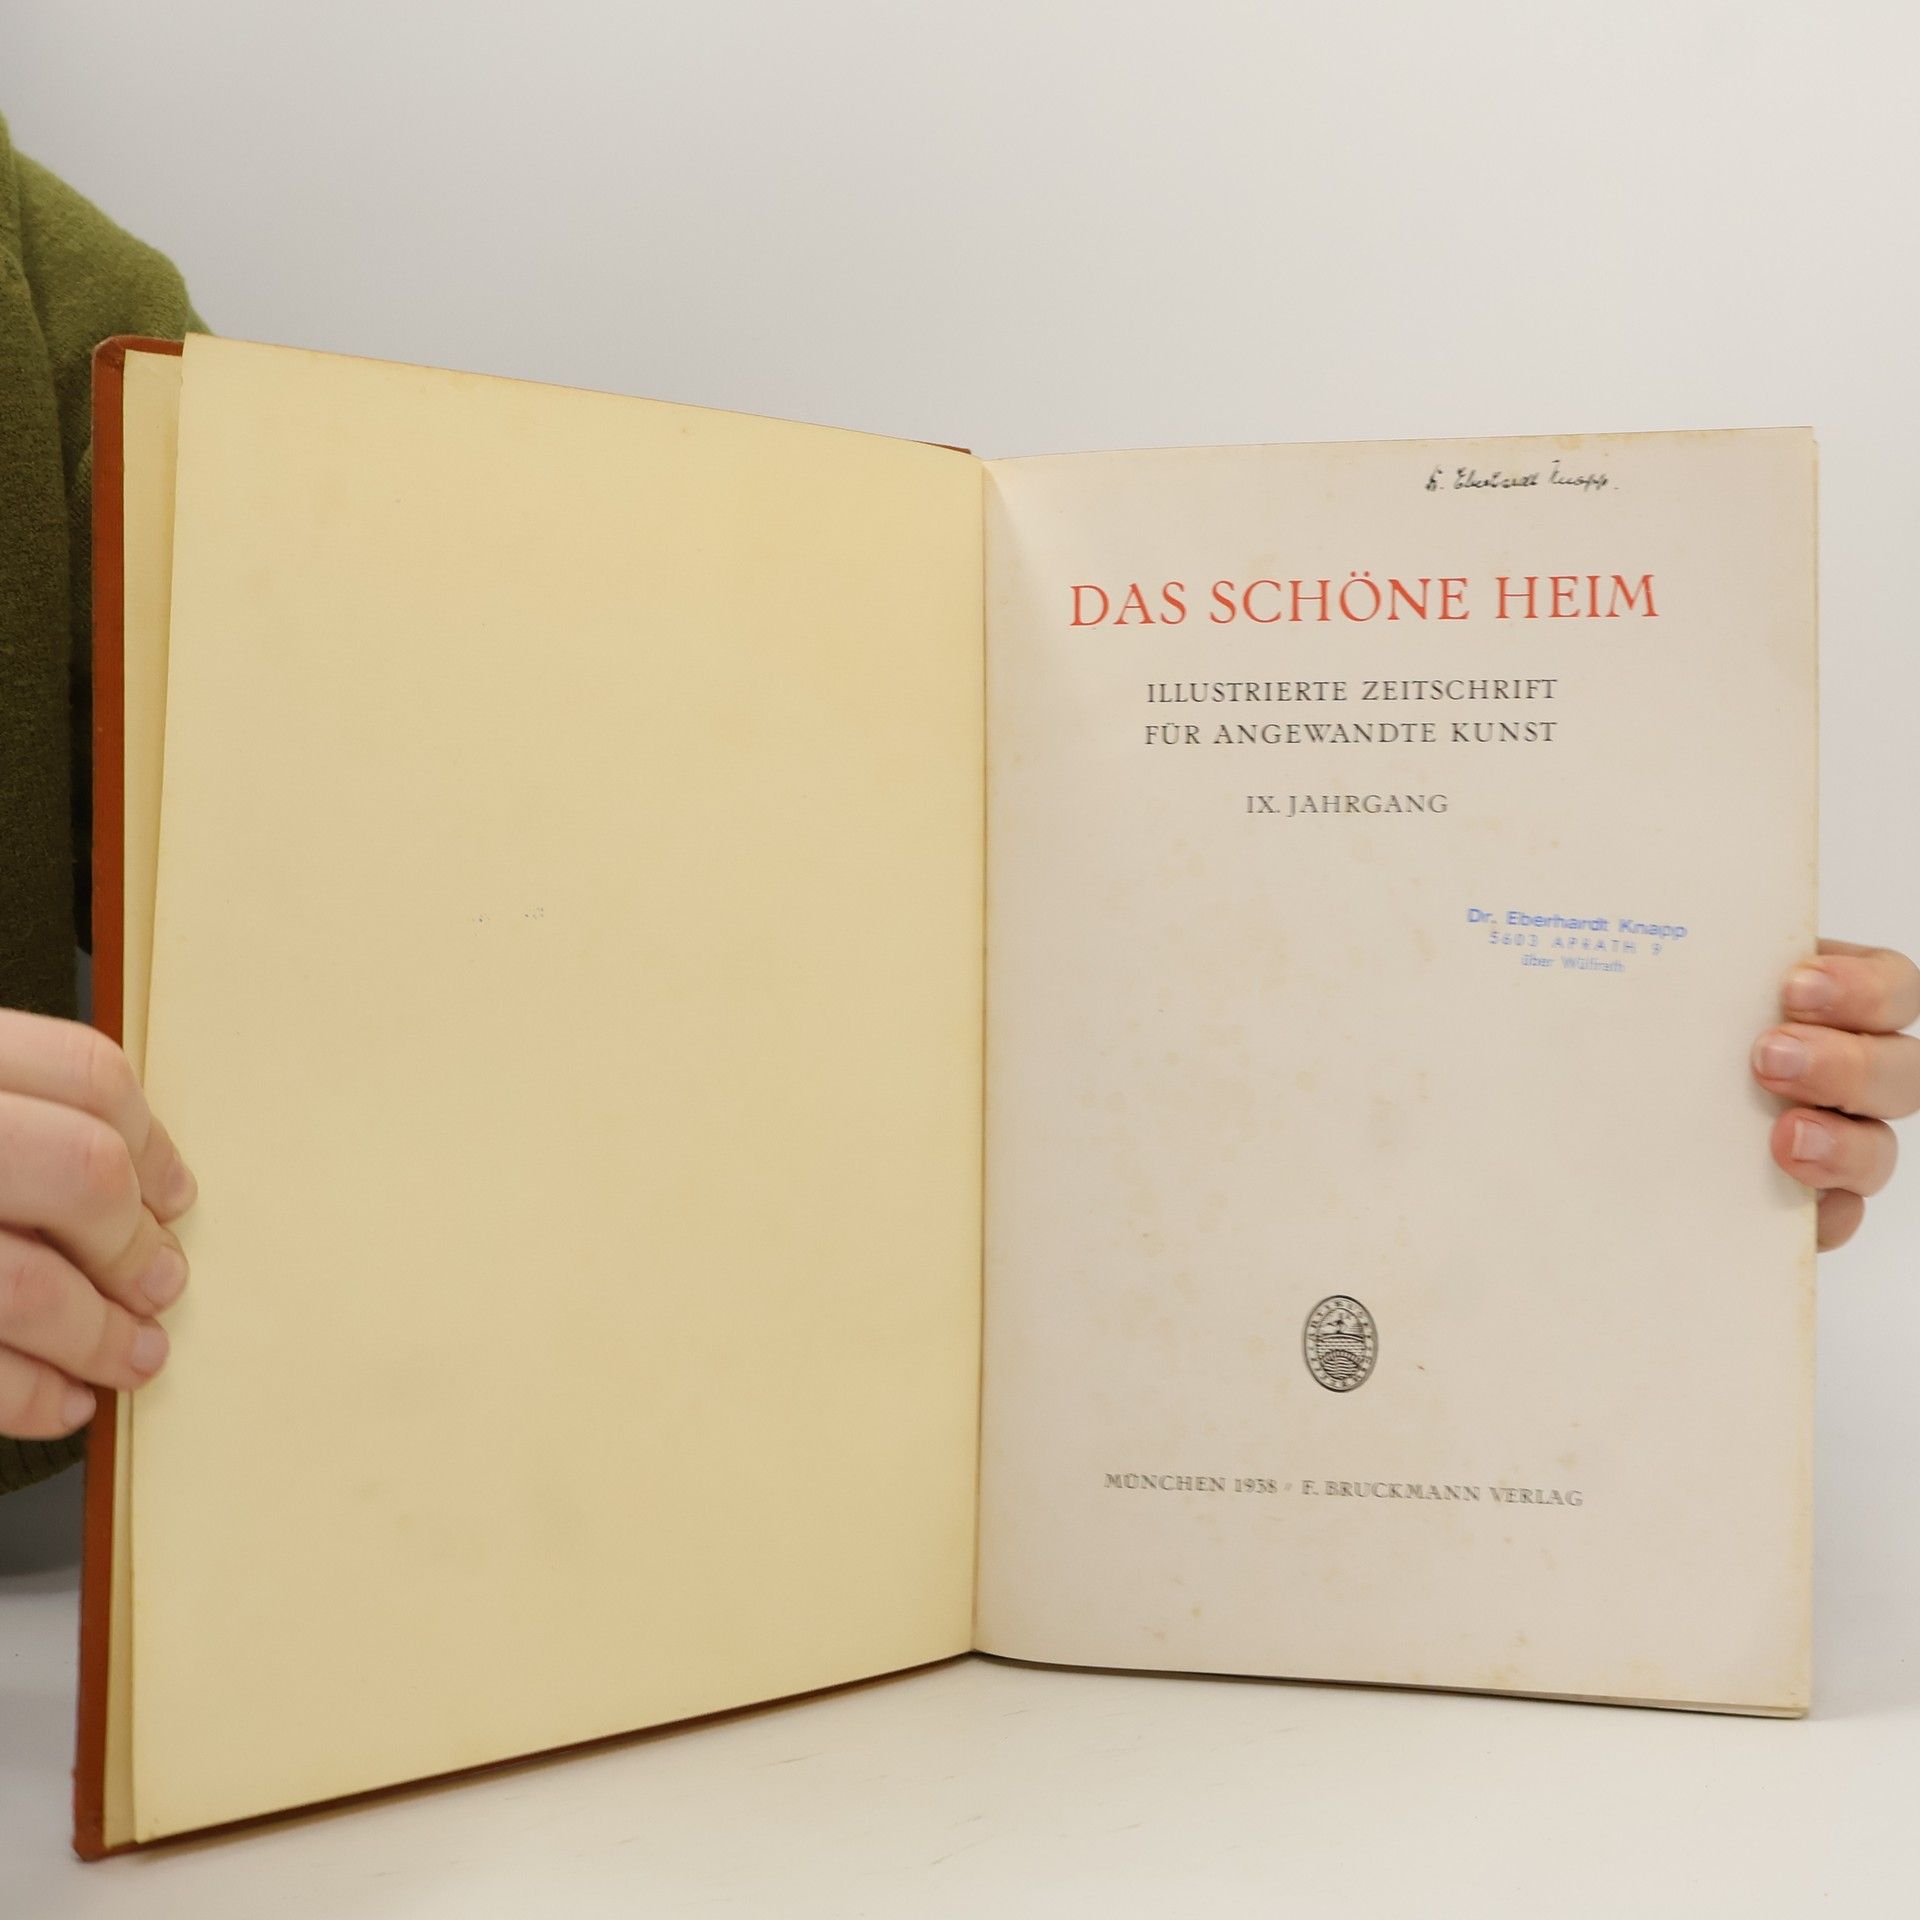 Dr. Eberhardt Knapp.
DAS SCHÖNE HEIM
ILLUSTRIERTE ZEITSCHRIFT
FÜR ANGEWANDTE KUNST
IX. JAHRGANG
Dr. Eberhardt Knapp
5603 APRATH 9
über Wülfrath
MÜNCHEN 1938 // F. BRUCKMANN VERLAG